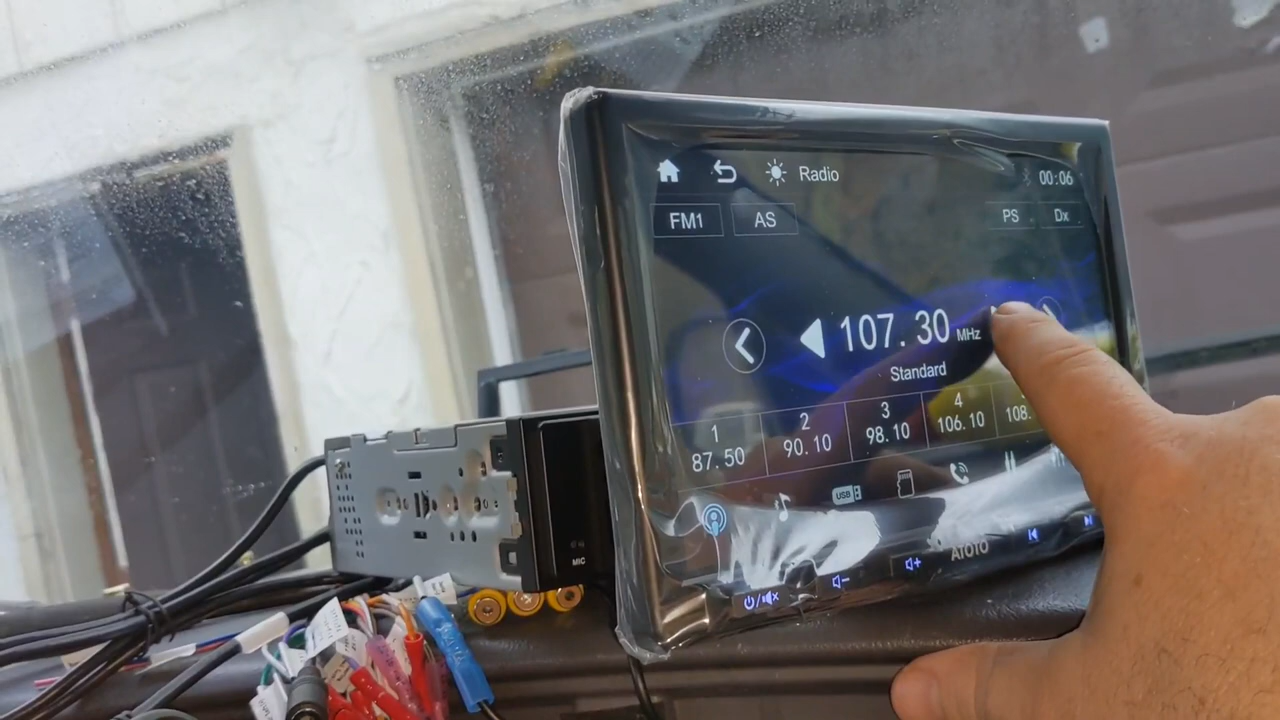 Radio
00:06
FM1
AS
PS
Dx
107.30 MHz
Standard
1
87.50
2
90.10
3
98.10
4
106.10
108.
USB
MIC
ATOTO